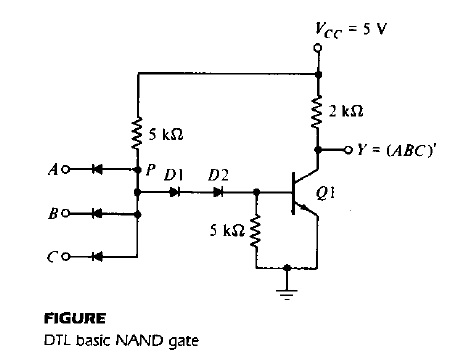 V_CC = 5 V
2 kΩ
5 kΩ
Y = (ABC)'
A
P
D1
D2
Q1
B
5 kΩ
C
FIGURE
DTL basic NAND gate